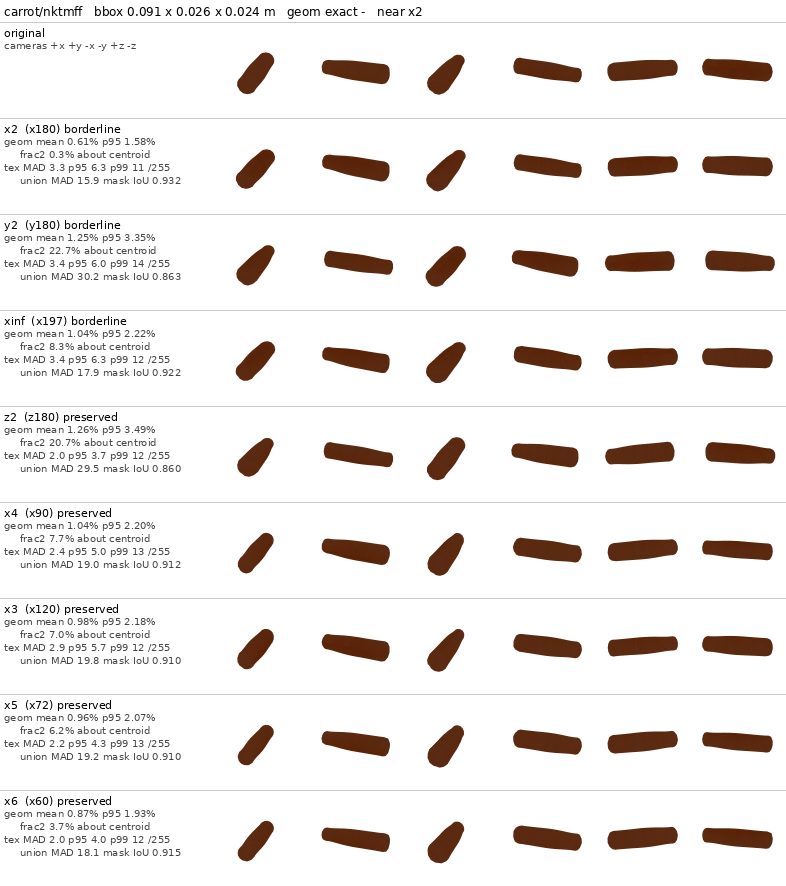 carrot/nktmff   bbox 0.091 x 0.026 x 0.024 m   geom exact -   near x2
original
cameras +x +y -x -y +z -z
x2  (x180) borderline
geom mean 0.61% p95 1.58%
frac2 0.3% about centroid
tex MAD 3.3 p95 6.3 p99 11 /255
union MAD 15.9 mask IoU 0.932
y2  (y180) borderline
geom mean 1.25% p95 3.35%
frac2 22.7% about centroid
tex MAD 3.4 p95 6.0 p99 14 /255
union MAD 30.2 mask IoU 0.863
xinf  (x197) borderline
geom mean 1.04% p95 2.22%
frac2 8.3% about centroid
tex MAD 3.4 p95 6.3 p99 12 /255
union MAD 17.9 mask IoU 0.922
z2  (z180) preserved
geom mean 1.26% p95 3.49%
frac2 20.7% about centroid
tex MAD 2.0 p95 3.7 p99 12 /255
union MAD 29.5 mask IoU 0.860
x4  (x90) preserved
geom mean 1.04% p95 2.20%
frac2 7.7% about centroid
tex MAD 2.4 p95 5.0 p99 13 /255
union MAD 19.0 mask IoU 0.912
x3  (x120) preserved
geom mean 0.98% p95 2.18%
frac2 7.0% about centroid
tex MAD 2.9 p95 5.7 p99 12 /255
union MAD 19.8 mask IoU 0.910
x5  (x72) preserved
geom mean 0.96% p95 2.07%
frac2 6.2% about centroid
tex MAD 2.2 p95 4.3 p99 13 /255
union MAD 19.2 mask IoU 0.910
x6  (x60) preserved
geom mean 0.87% p95 1.93%
frac2 3.7% about centroid
tex MAD 2.0 p95 4.0 p99 12 /255
union MAD 18.1 mask IoU 0.915